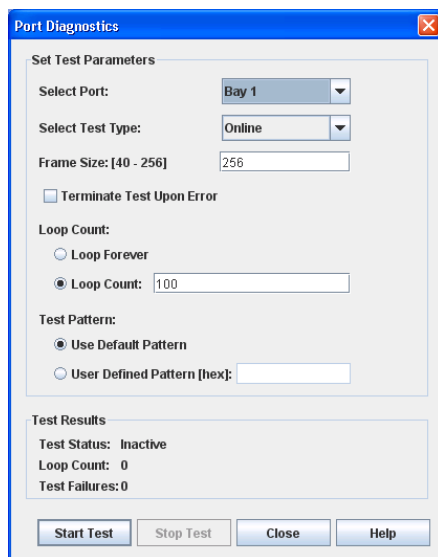 Port Diagnostics
Set Test Parameters
Select Port: Bay 1
Select Test Type: Online
Frame Size: [40 - 256] 256
Terminate Test Upon Error
Loop Count:
Loop Forever
Loop Count: 100
Test Pattern:
Use Default Pattern
User Defined Pattern [hex]:
Test Results
Test Status: Inactive
Loop Count: 0
Test Failures: 0
Start Test Stop Test Close Help